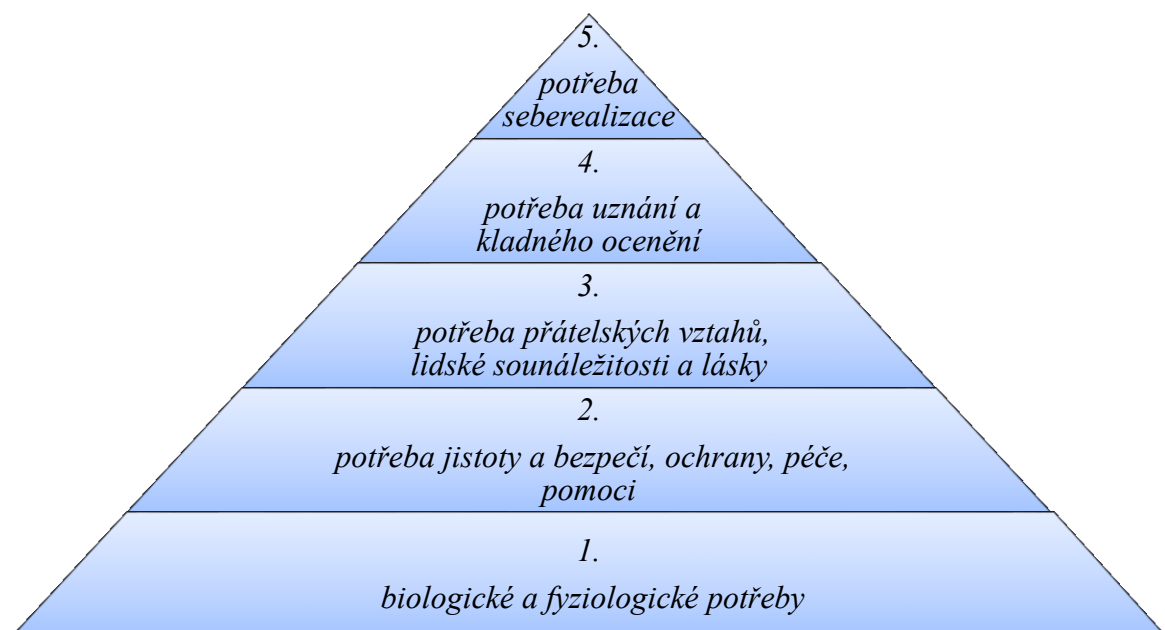 5.
potřeba
seberealizace
4.
potřeba uznání a
kladného ocenění
3.
potřeba přátelských vztahů,
lidské sounáležitosti a lásky
2.
potřeba jistoty a bezpečí, ochrany, péče,
pomoci
1.
biologické a fyziologické potřeby